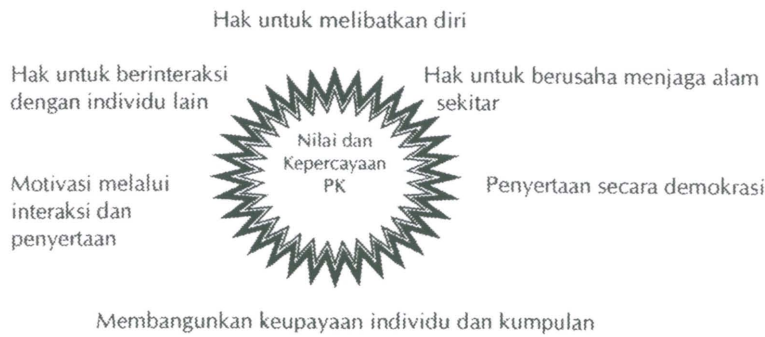 Hak untuk melibatkan diri
Hak untuk berinteraksi
dengan individu lain
Hak untuk berusaha menjaga alam
sekitar
Nilai dan
Kepercayaan
PK
Motivasi melalui
interaksi dan
penyertaan
Penyertaan secara demokrasi
Membangunkan keupayaan individu dan kumpulan